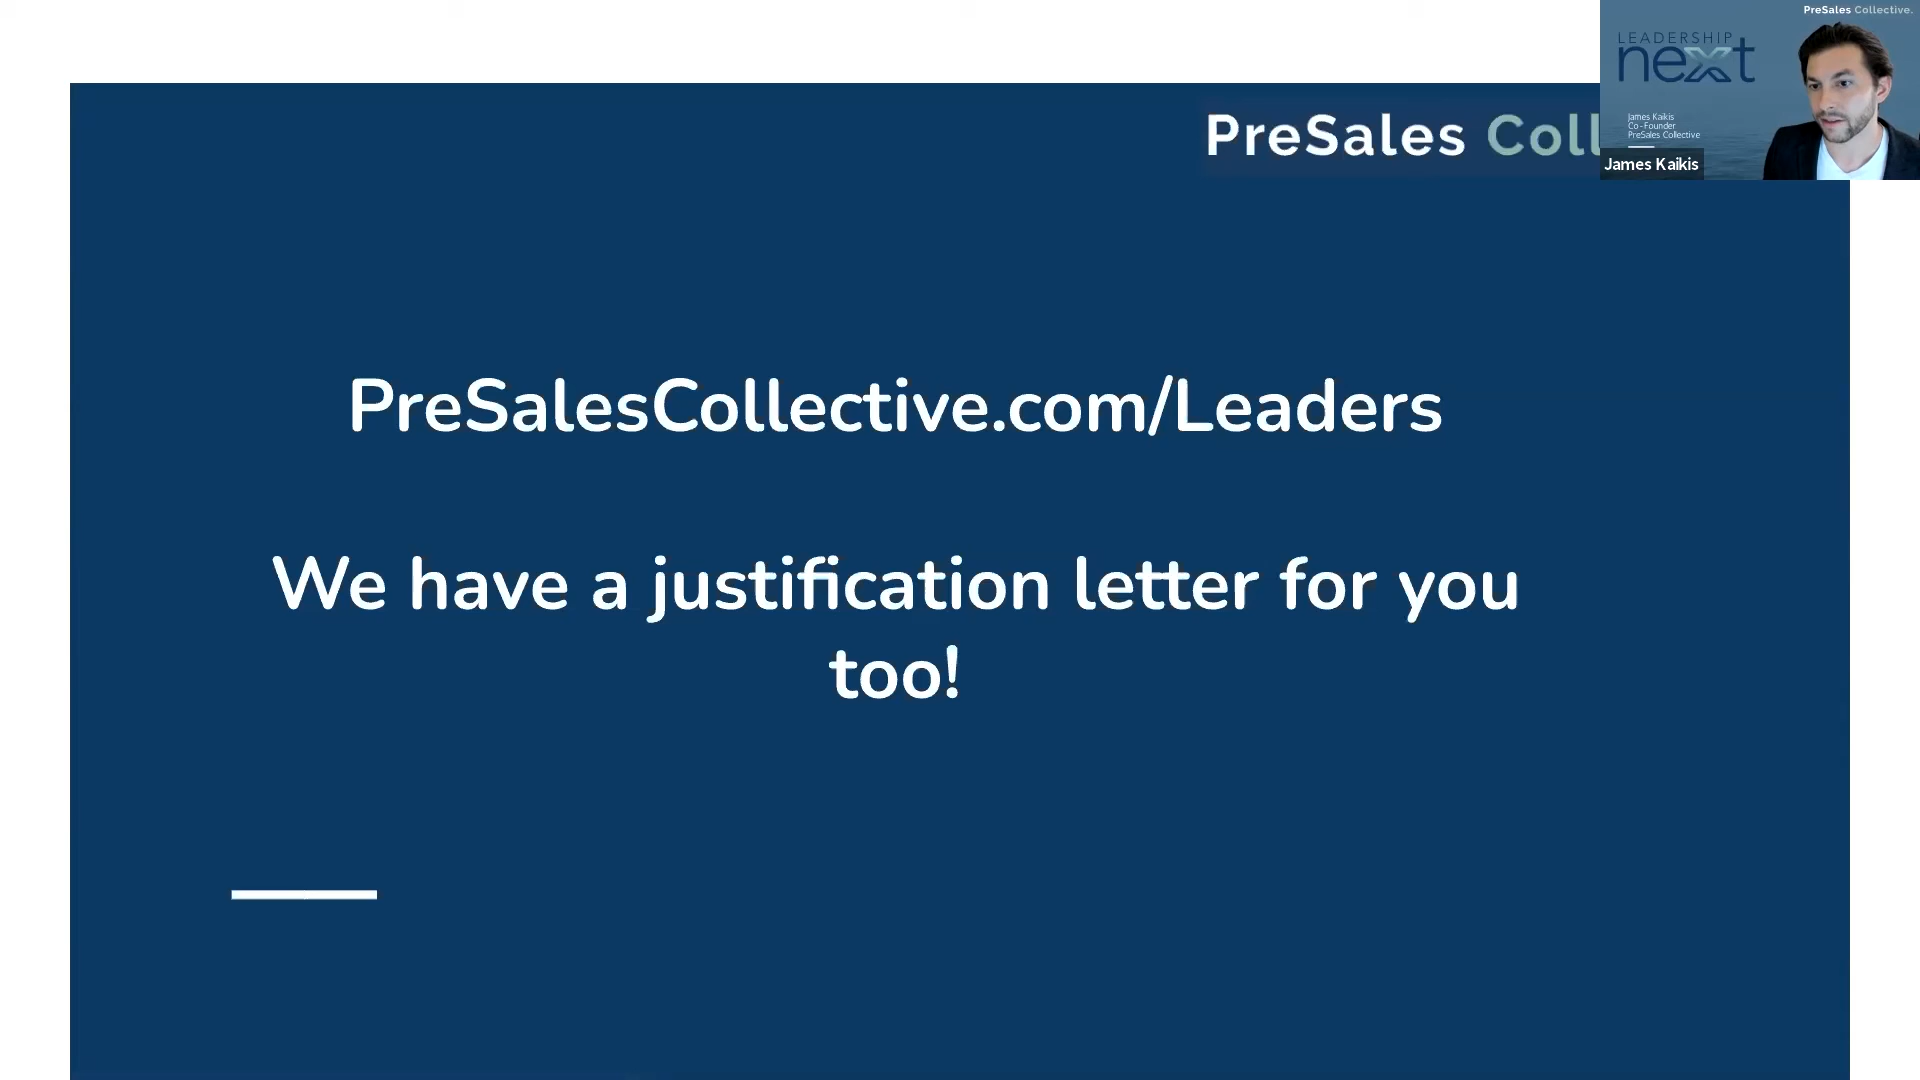 PreSales Collective.
LEADERSHIP
next
James Kaikis
Co-Founder
PreSales Collective
James Kaikis
PreSales Coll
PreSalesCollective.com/Leaders
We have a justification letter for you
too!